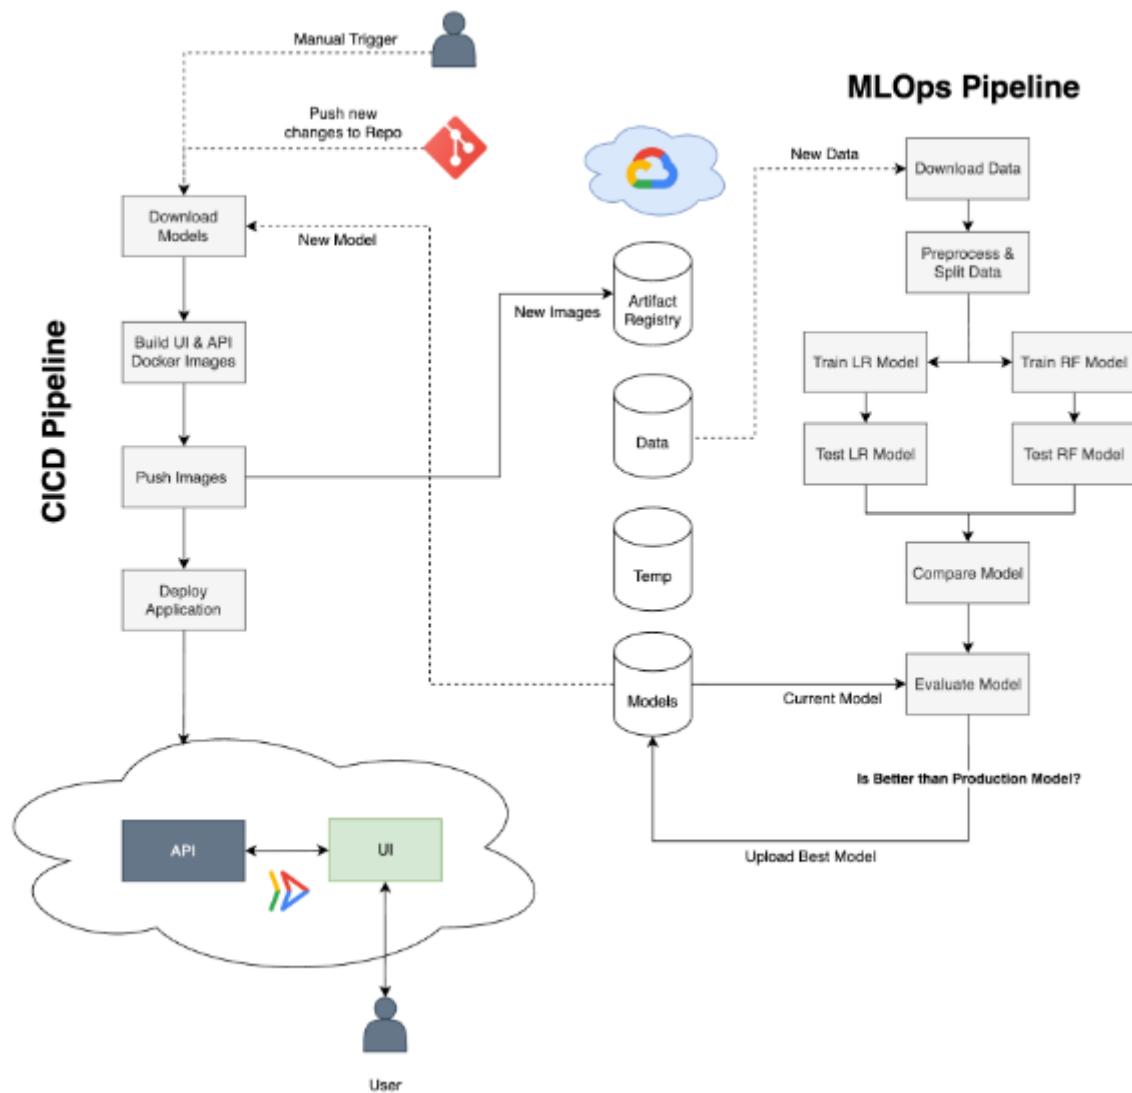 Manual Trigger
Push new
changes to Repo
Download
Models
New Model
Build UI & API
Docker Images
Push Images
Deploy
Application
CICD Pipeline
API
UI
User
New Images
Artifact
Registry
Data
Temp
Models
MLOps Pipeline
New Data
Download Data
Preprocess &
Split Data
Train LR Model
Train RF Model
Test LR Model
Test RF Model
Compare Model
Evaluate Model
Current Model
Is Better than Production Model?
Upload Best Model